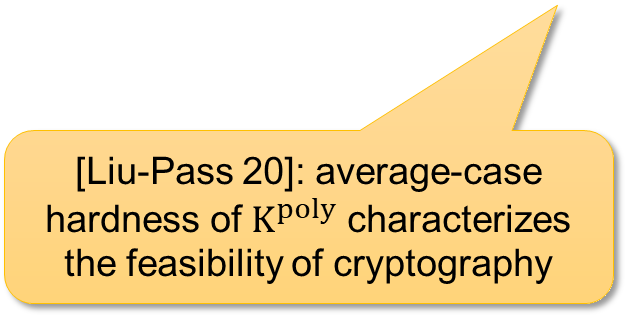 [Liu-Pass 20]: average-case
hardness of K^poly characterizes
the feasibility of cryptography